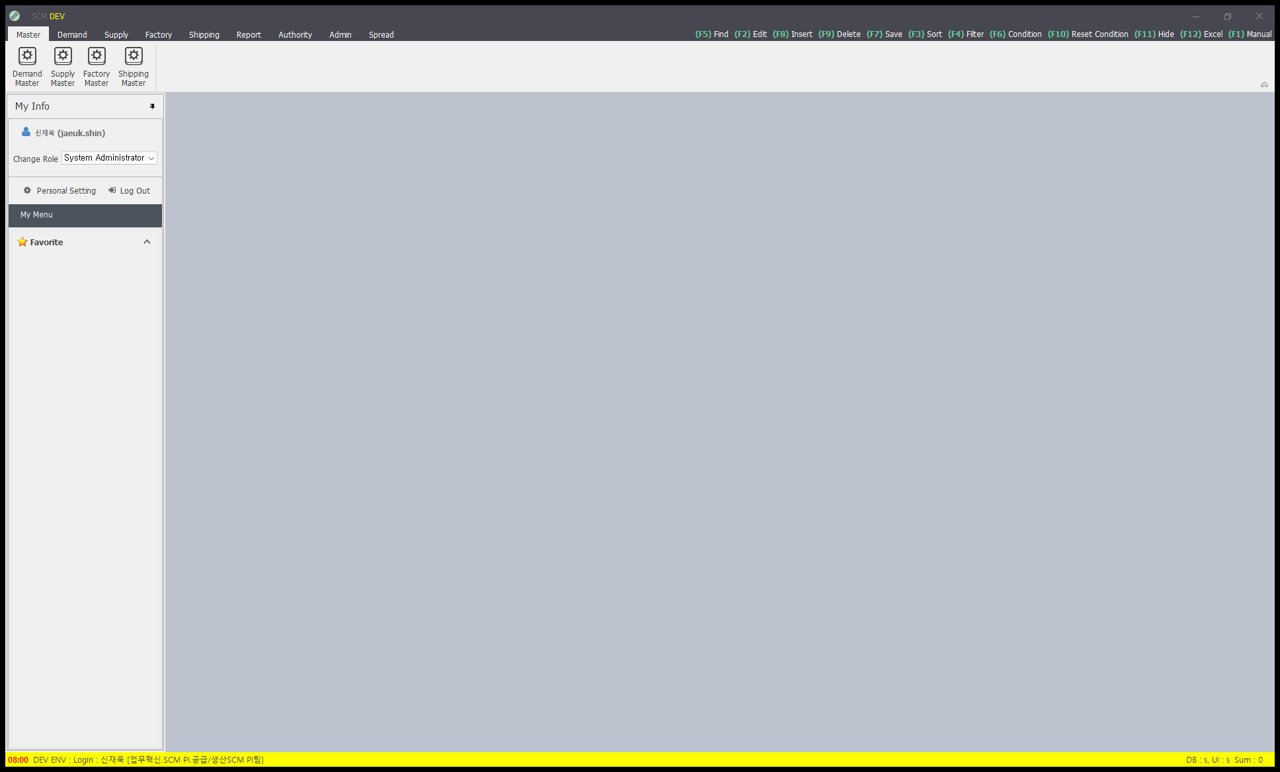 SCM DEV
Master Demand Supply Factory Shipping Report Authority Admin Spread (F5) Find (F2) Edit (F8) Insert (F9) Delete (F7) Save (F3) Sort (F4) Filter (F6) Condition (F10) Reset Condition (F11) Hide (F12) Excel (F1) Manual
Demand Master
Supply Master
Factory Master
Shipping Master
My Info
신재욱 (jaeuk.shin)
Change Role System Administrator
Personal Setting Log Out
My Menu
Favorite
08:00 DEV ENV : Login : 신재욱 [업무혁신.SCM PI.공급/생산SCM PI팀] DB : s, UI : s Sum : 0